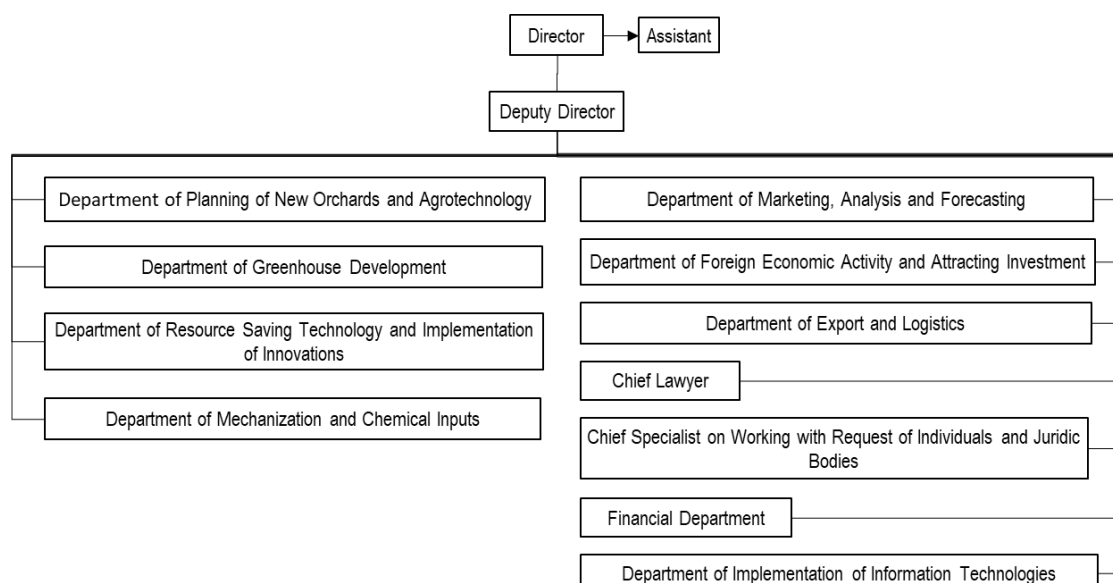 Director
Assistant
Deputy Director
Department of Planning of New Orchards and Agrotechnology
Department of Greenhouse Development
Department of Resource Saving Technology and Implementation
of Innovations
Department of Mechanization and Chemical Inputs
Department of Marketing, Analysis and Forecasting
Department of Foreign Economic Activity and Attracting Investment
Department of Export and Logistics
Chief Lawyer
Chief Specialist on Working with Request of Individuals and Juridic
Bodies
Financial Department
Department of Implementation of Information Technologies